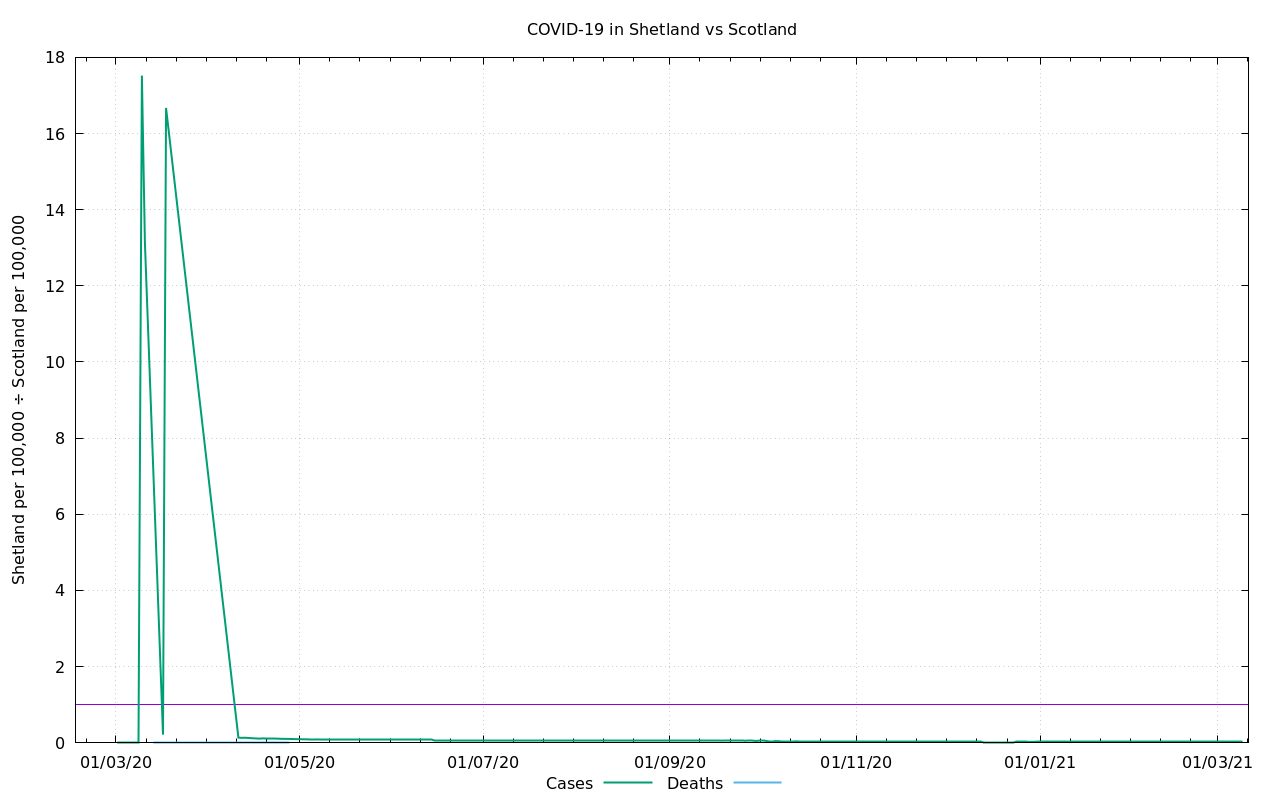 COVID-19 in Shetland vs Scotland
Shetland per 100,000 ÷ Scotland per 100,000
18
16
14
12
10
8
6
4
2
0
01/03/20 01/05/20 01/07/20 01/09/20 01/11/20 01/01/21 01/03/21
Cases Deaths